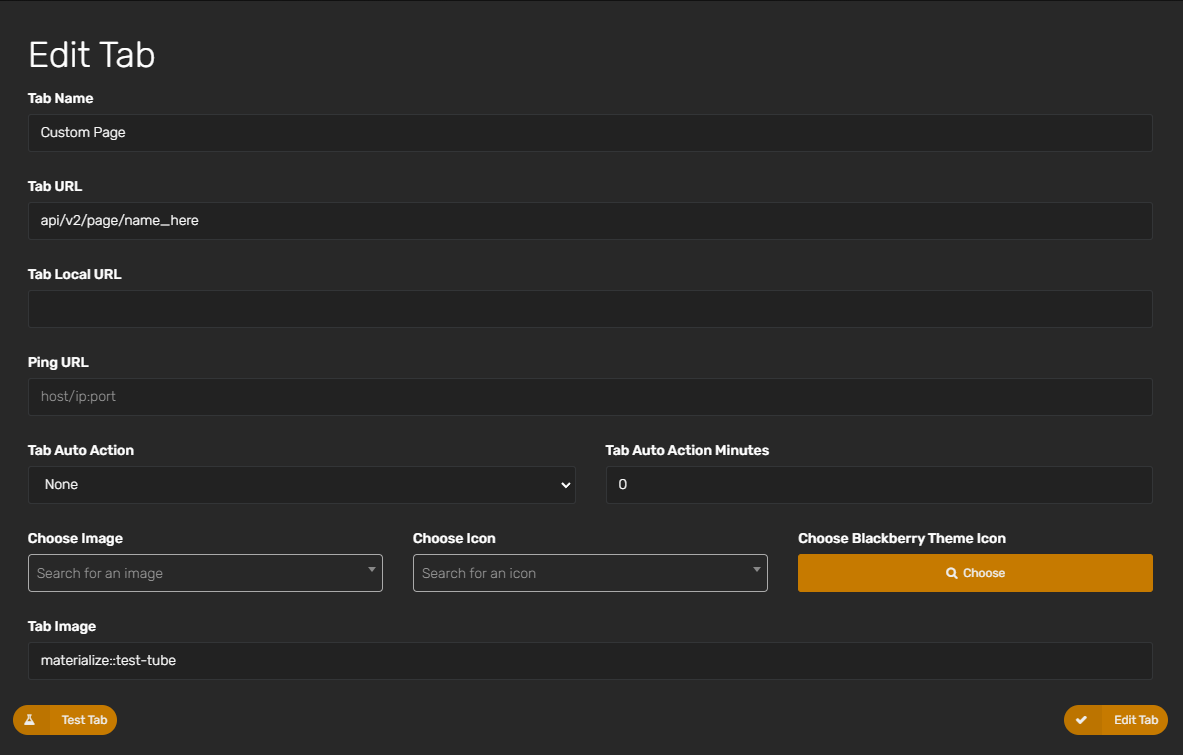 Edit Tab
Tab Name
Custom Page
Tab URL
api/v2/page/name_here
Tab Local URL
Ping URL
host/ip:port
Tab Auto Action
Tab Auto Action Minutes
None
0
Choose Image
Choose Icon
Choose Blackberry Theme Icon
Search for an image
Search for an icon
Choose
Tab Image
materialize::test-tube
Test Tab
Edit Tab